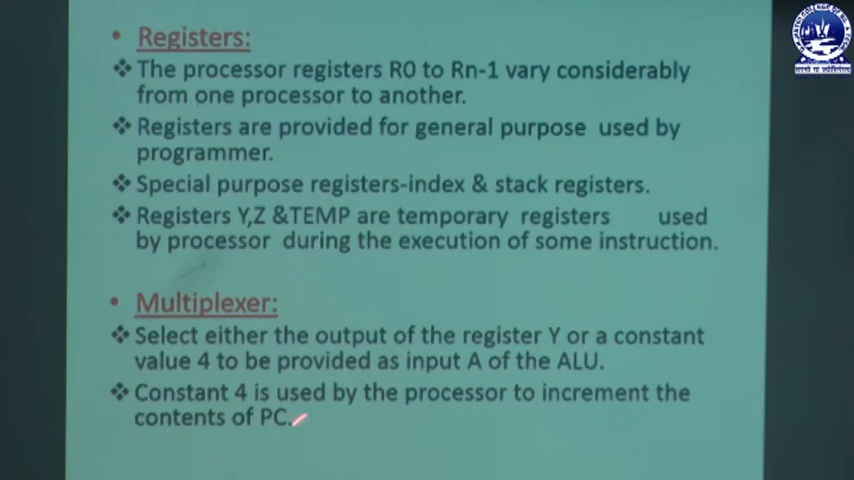 • Registers:
❖ The processor registers R0 to Rn-1 vary considerably
from one processor to another.
❖ Registers are provided for general purpose used by
programmer.
❖ Special purpose registers-index & stack registers.
❖ Registers Y,Z &TEMP are temporary registers used
by processor during the execution of some instruction.
• Multiplexer:
❖ Select either the output of the register Y or a constant
value 4 to be provided as input A of the ALU.
❖ Constant 4 is used by the processor to increment the
contents of PC.